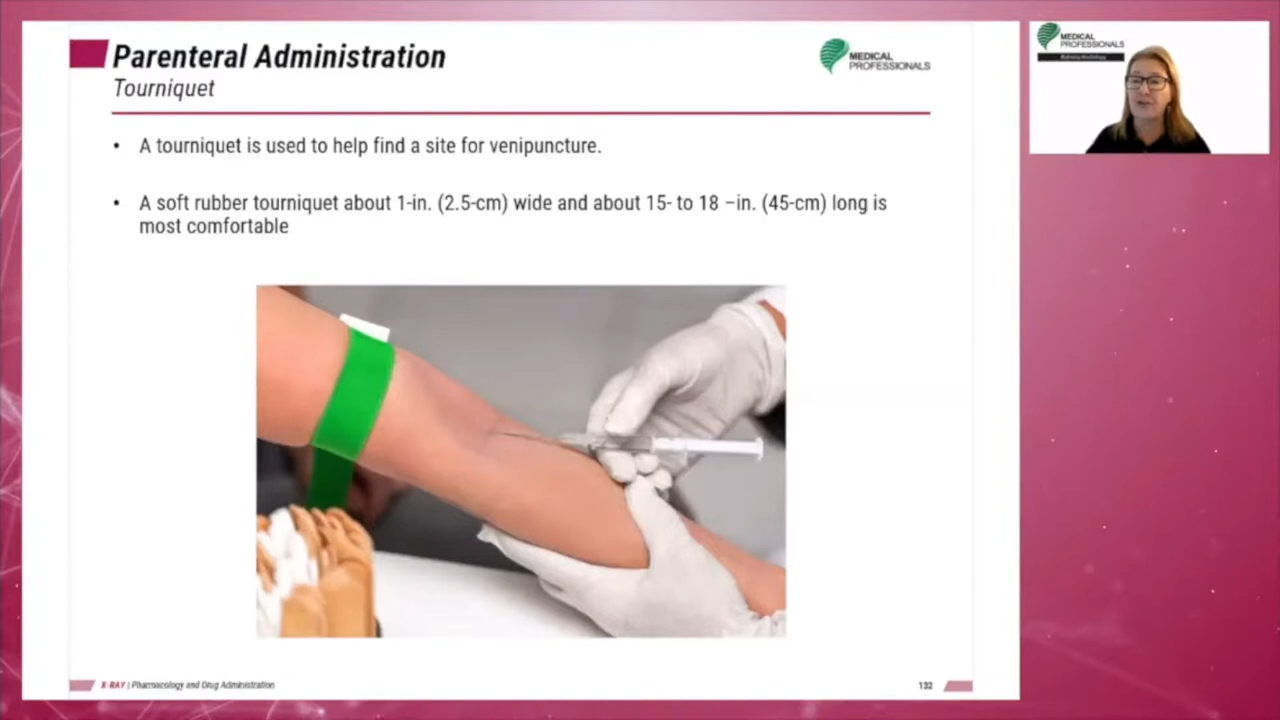 Parenteral Administration
Tourniquet
MEDICAL
PROFESSIONALS
• A tourniquet is used to help find a site for venipuncture.
• A soft rubber tourniquet about 1-in. (2.5-cm) wide and about 15- to 18 –in. (45-cm) long is
most comfortable
X-RAY | Pharmacology and Drug Administration
132
MEDICAL
PROFESSIONALS